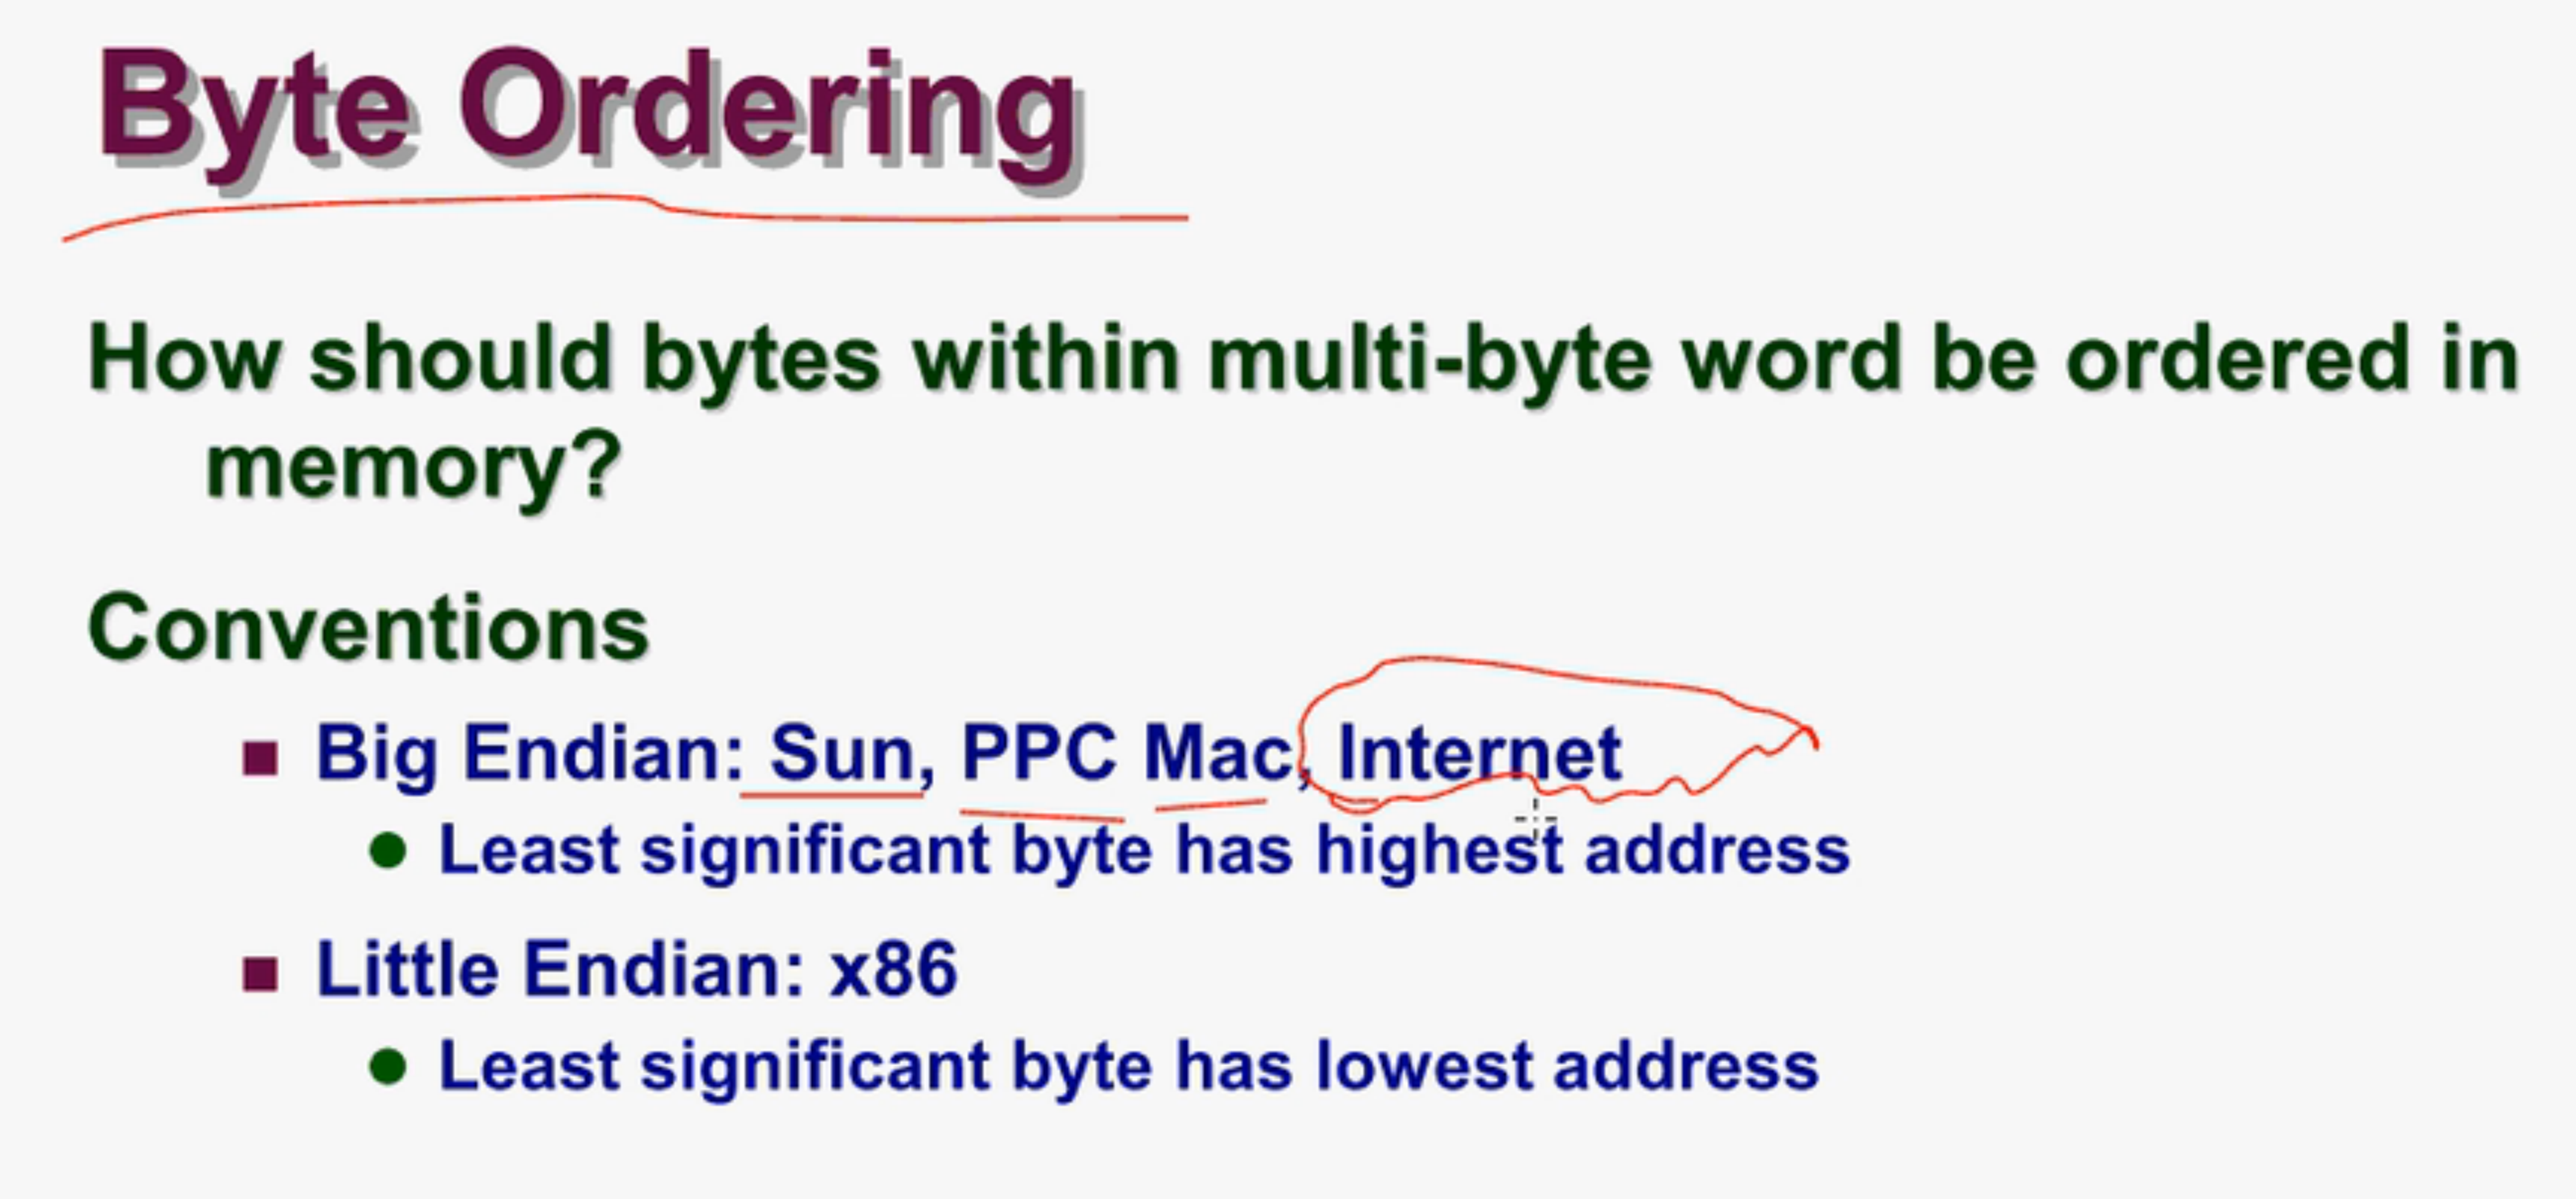 Byte Ordering
How should bytes within multi-byte word be ordered in
memory?
Conventions
Big Endian: Sun, PPC Mac, Internet
Least significant byte has highest address
Little Endian: x86
Least significant byte has lowest address